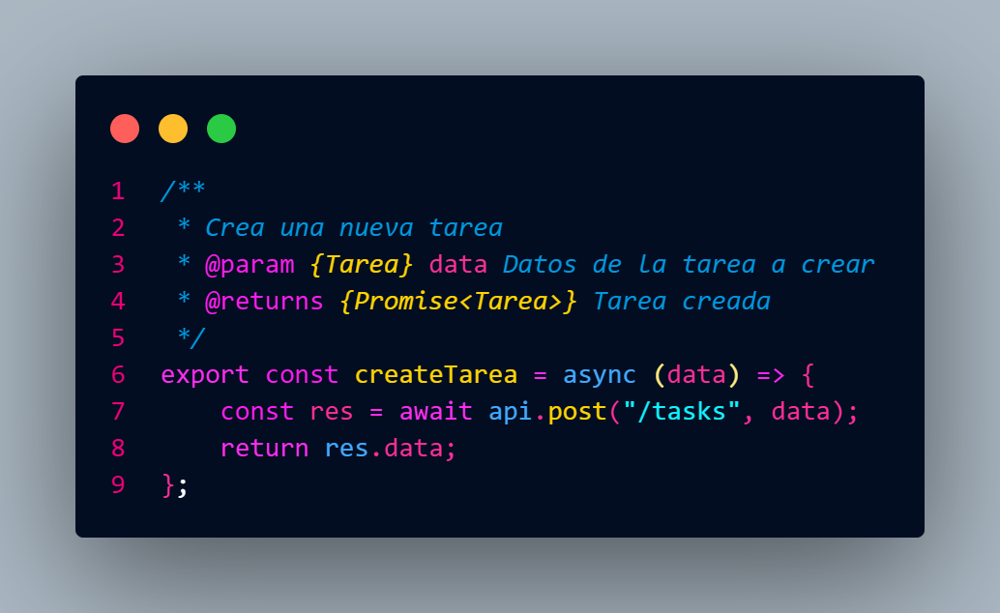 1 /**
2  * Crea una nueva tarea
3  * @param {Tarea} data Datos de la tarea a crear
4  * @returns {Promise<Tarea>} Tarea creada
5  */
6 export const createTarea = async (data) => {
7     const res = await api.post("/tasks", data);
8     return res.data;
9 };